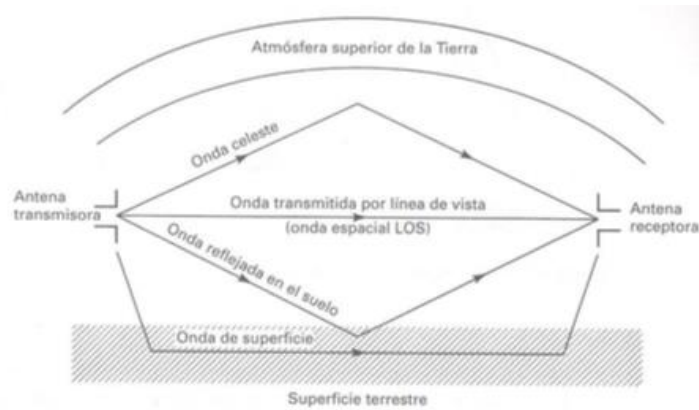 Atmósfera superior de la Tierra
Onda celeste
Antena
transmisora
Onda transmitida por línea de vista
(onda espacial LOS)
Antena
receptora
Onda reflejada en el suelo
Onda de superficie
Superficie terrestre